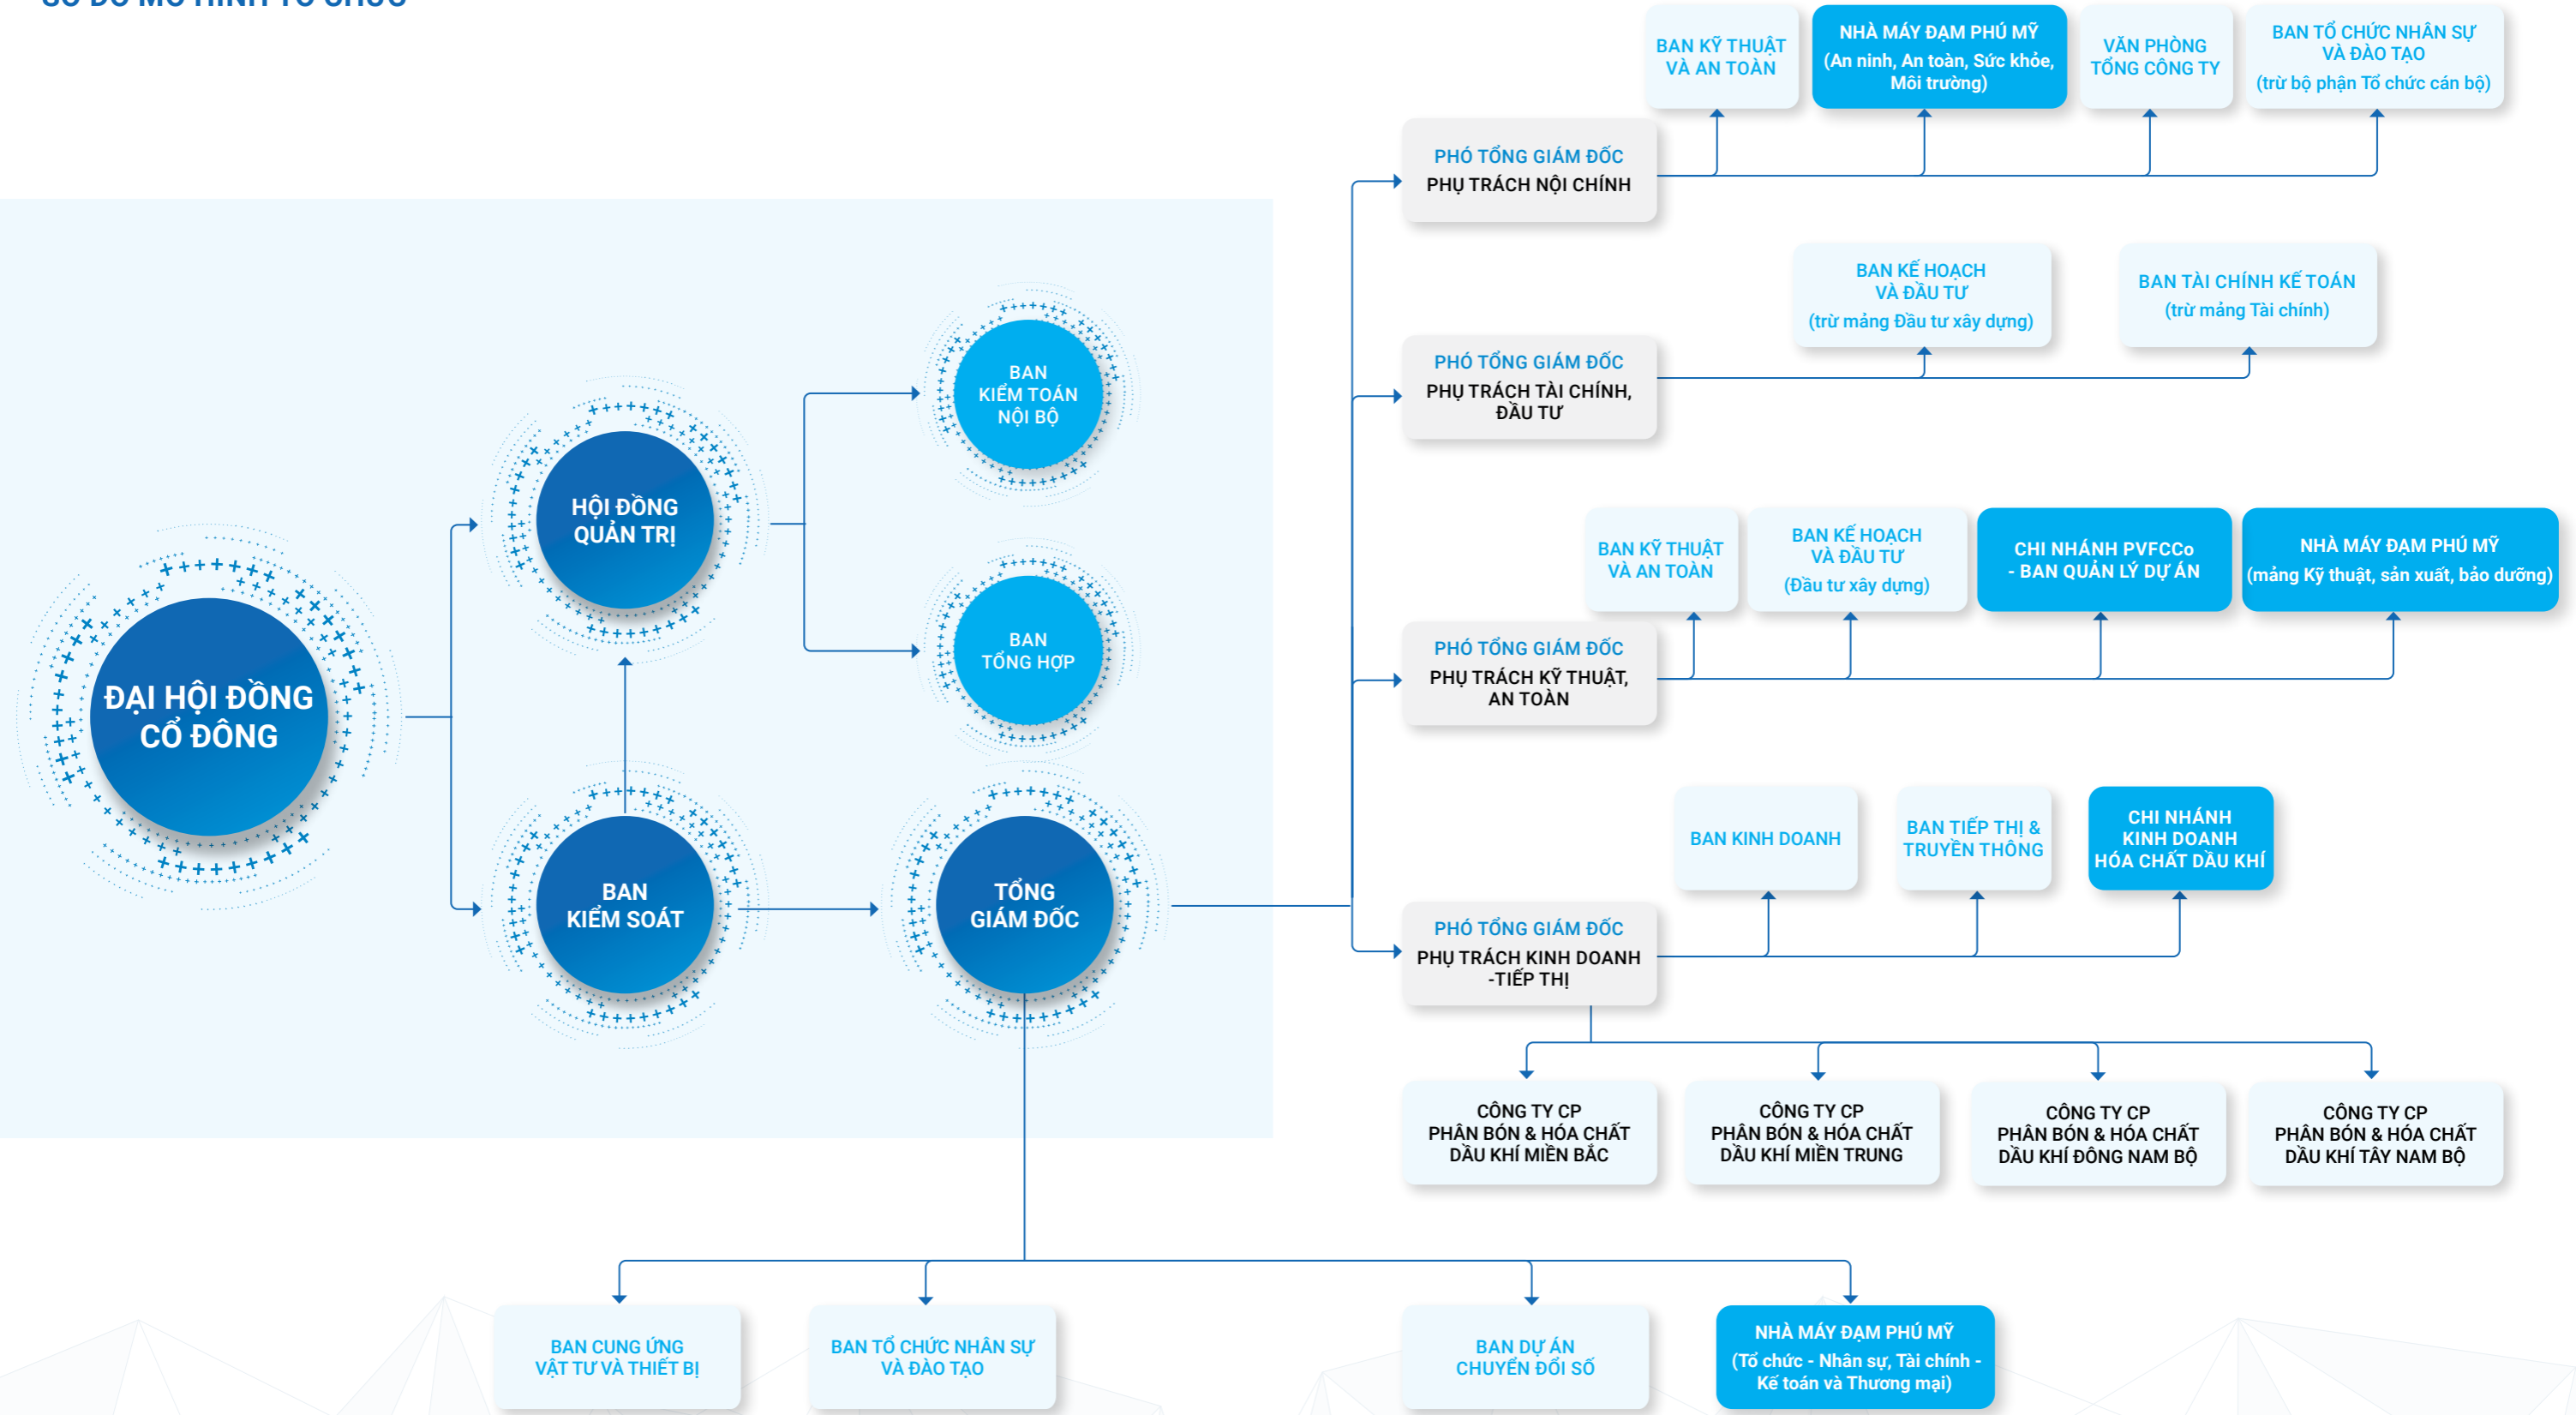 SƠ ĐỒ MÔ HÌNH TỔ CHỨC
BAN KỸ THUẬT
VÀ AN TOÀN
NHÀ MÁY ĐẠM PHÚ MỸ
(An ninh, An toàn, Sức khỏe,
Môi trường)
VĂN PHÒNG
TỔNG CÔNG TY
BAN TỔ CHỨC NHÂN SỰ
VÀ ĐÀO TẠO
(trừ bộ phận Tổ chức cán bộ)
PHÓ TỔNG GIÁM ĐỐC
PHỤ TRÁCH NỘI CHÍNH
BAN KẾ HOẠCH
VÀ ĐẦU TƯ
(trừ mảng Đầu tư xây dựng)
BAN TÀI CHÍNH KẾ TOÁN
(trừ mảng Tài chính)
PHÓ TỔNG GIÁM ĐỐC
PHỤ TRÁCH TÀI CHÍNH,
ĐẦU TƯ
BAN
KIỂM TOÁN
NỘI BỘ
HỘI ĐỒNG
QUẢN TRỊ
BAN KỸ THUẬT
VÀ AN TOÀN
BAN KẾ HOẠCH
VÀ ĐẦU TƯ
(Đầu tư xây dựng)
CHI NHÁNH PVFCCo
- BAN QUẢN LÝ DỰ ÁN
NHÀ MÁY ĐẠM PHÚ MỸ
(mảng Kỹ thuật, sản xuất, bảo dưỡng)
BAN
TỔNG HỢP
PHÓ TỔNG GIÁM ĐỐC
PHỤ TRÁCH KỸ THUẬT,
AN TOÀN
ĐẠI HỘI ĐỒNG
CỔ ĐÔNG
BAN KINH DOANH
BAN TIẾP THỊ &
TRUYỀN THÔNG
CHI NHÁNH
KINH DOANH
HÓA CHẤT DẦU KHÍ
BAN
KIỂM SOÁT
TỔNG
GIÁM ĐỐC
PHÓ TỔNG GIÁM ĐỐC
PHỤ TRÁCH KINH DOANH
-TIẾP THỊ
CÔNG TY CP
PHÂN BÓN & HÓA CHẤT
DẦU KHÍ MIỀN BẮC
CÔNG TY CP
PHÂN BÓN & HÓA CHẤT
DẦU KHÍ MIỀN TRUNG
CÔNG TY CP
PHÂN BÓN & HÓA CHẤT
DẦU KHÍ ĐÔNG NAM BỘ
CÔNG TY CP
PHÂN BÓN & HÓA CHẤT
DẦU KHÍ TÂY NAM BỘ
BAN CUNG ỨNG
VẬT TƯ VÀ THIẾT BỊ
BAN TỔ CHỨC NHÂN SỰ
VÀ ĐÀO TẠO
BAN DỰ ÁN
CHUYỂN ĐỔI SỐ
NHÀ MÁY ĐẠM PHÚ MỸ
(Tổ chức - Nhân sự, Tài chính -
Kế toán và Thương mại)